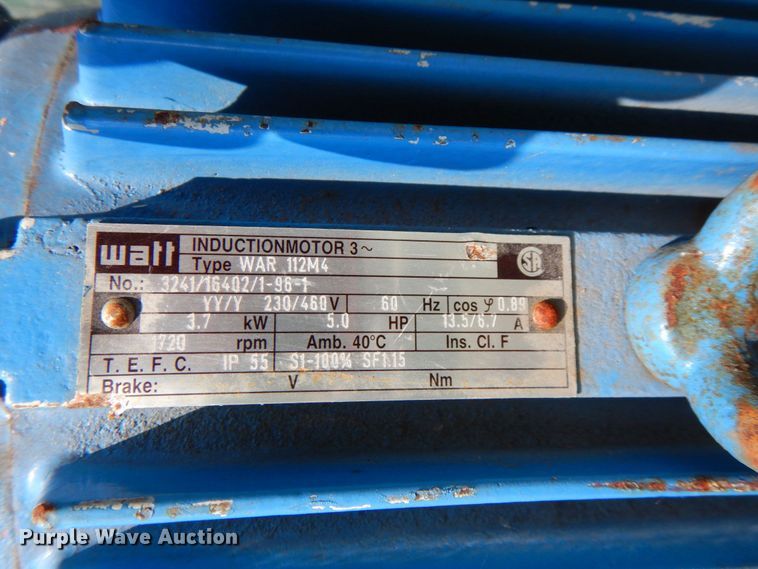 watt INDUCTIONMOTOR 3~
Type WAR 112M4
No.: 3241/16402/1-96-1
YY/Y 230/460 V 60 Hz cos φ 0.89
3.7 kW 5.0 HP 13.5/6.7 A
1720 rpm Amb. 40°C Ins. Cl. F
T. E. F. C. IP 55 S1-100% SF1.15
Brake: V Nm
Purple Wave Auction